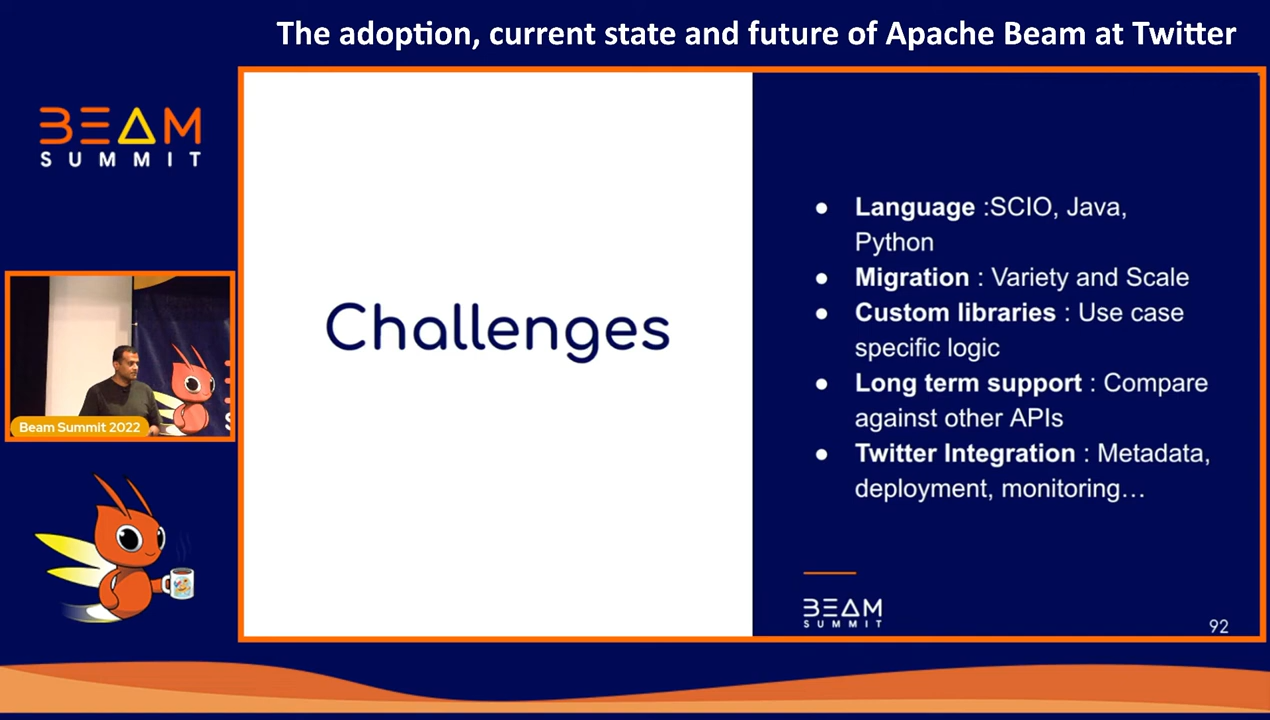 The adoption, current state and future of Apache Beam at Twitter
BEAM
SUMMIT
Beam Summit 2022
Challenges
● Language :SCIO, Java,
Python
● Migration : Variety and Scale
● Custom libraries : Use case
specific logic
● Long term support : Compare
against other APIs
● Twitter Integration : Metadata,
deployment, monitoring…
BEAM
SUMMIT
92